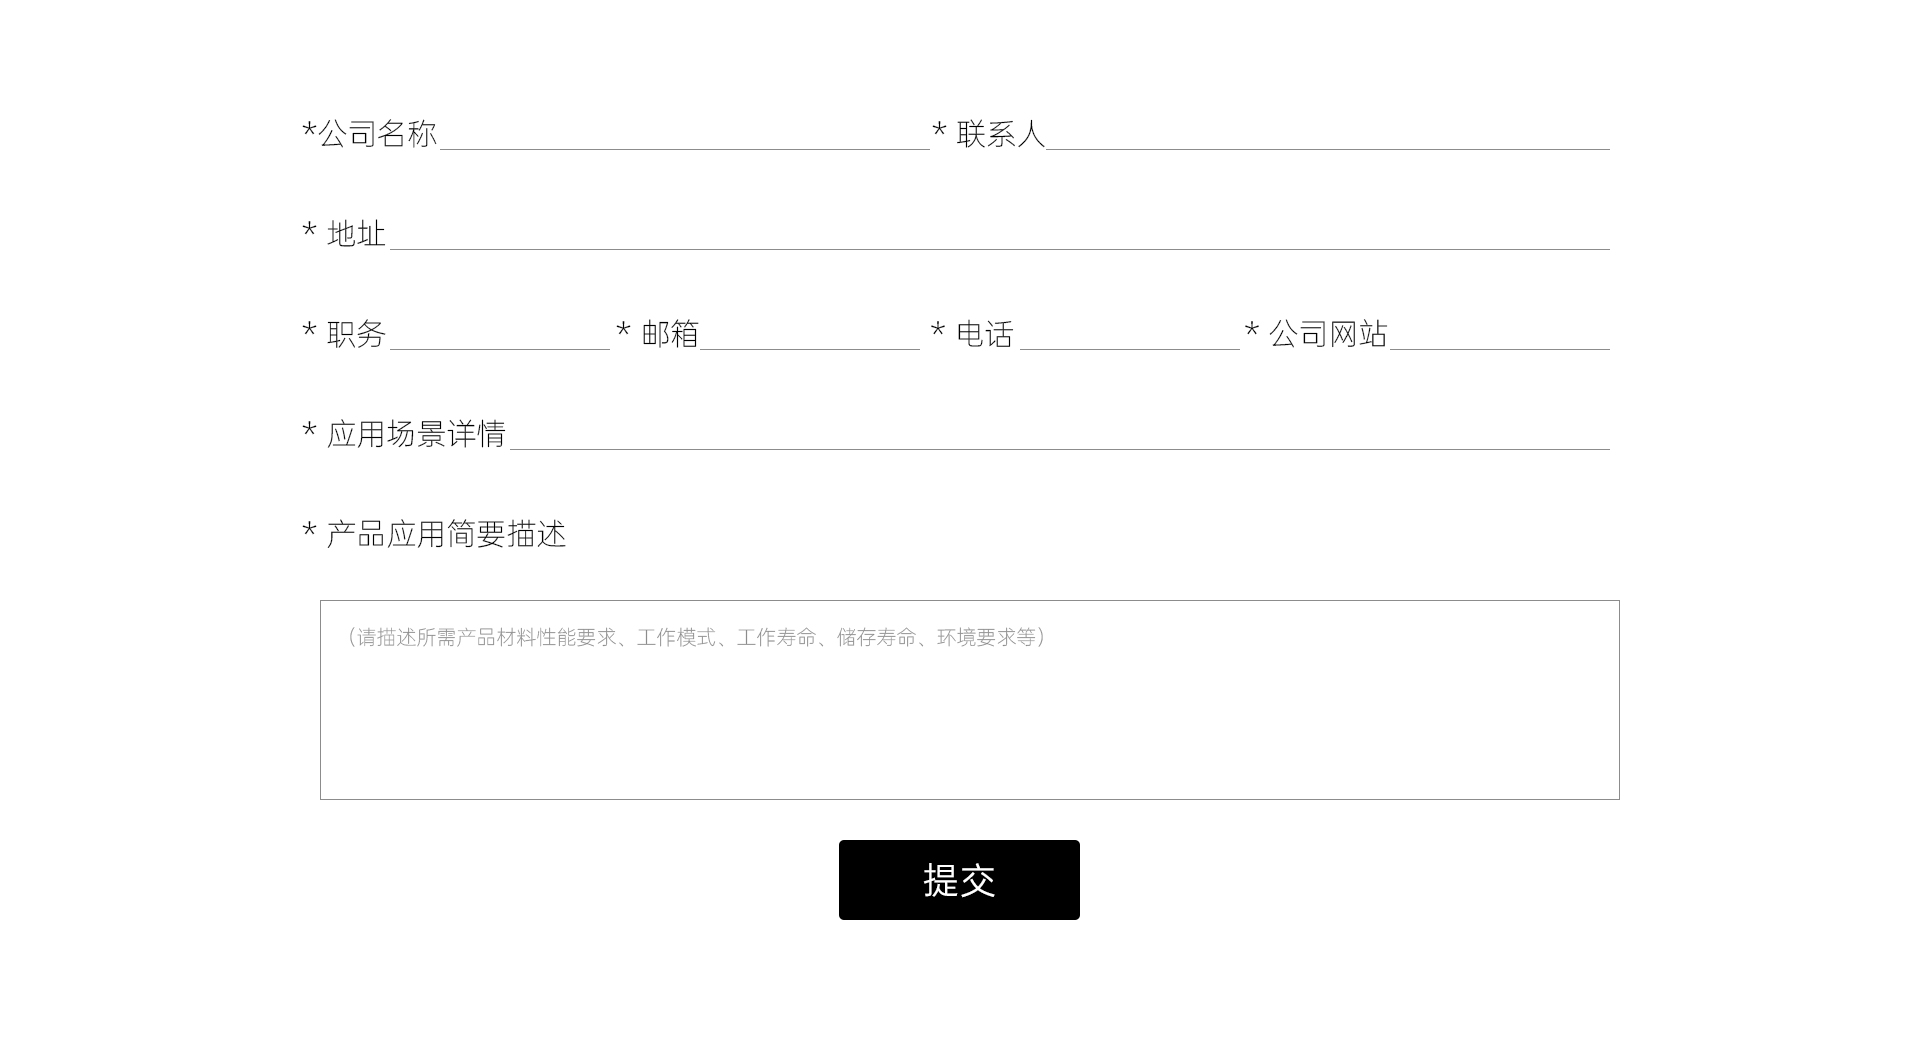 *公司名称 * 联系人
* 地址
* 职务 * 邮箱 * 电话 * 公司网站
* 应用场景详情
* 产品应用简要描述
（请描述所需产品材料性能要求、工作模式、工作寿命、储存寿命、环境要求等）
提交